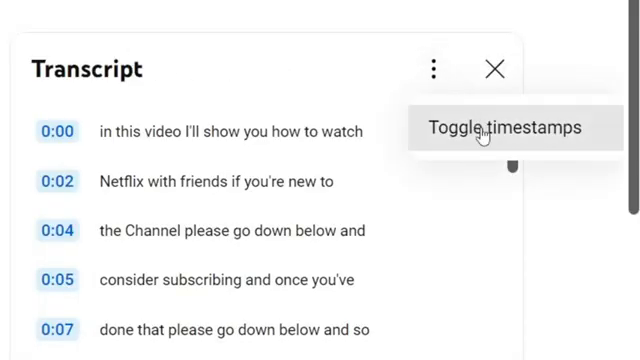 Transcript
Toggle timestamps
0:00 in this video I'll show you how to watch
0:02 Netflix with friends if you're new to
0:04 the Channel please go down below and
0:05 consider subscribing and once you've
0:07 done that please go down below and so